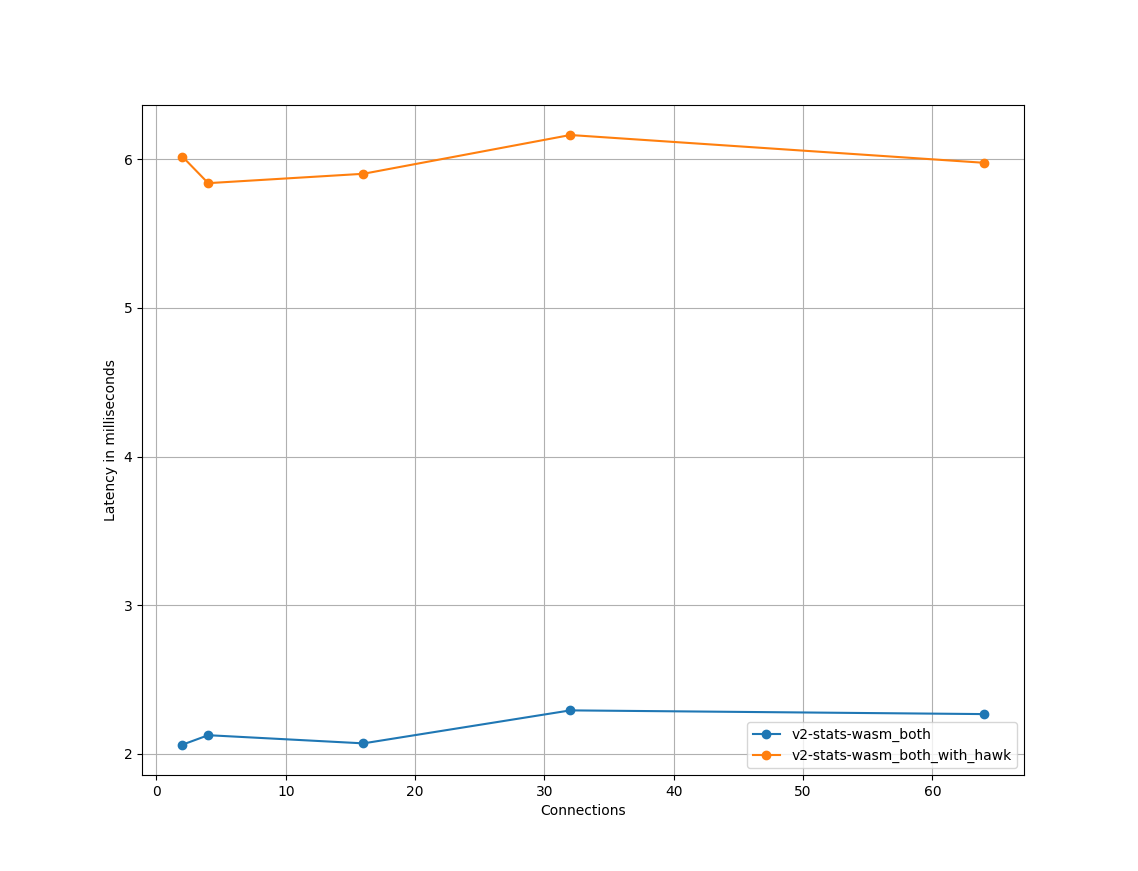 6
5
4
3
2
Latency in milliseconds
0 10 20 30 40 50 60
Connections
v2-stats-wasm_both
v2-stats-wasm_both_with_hawk